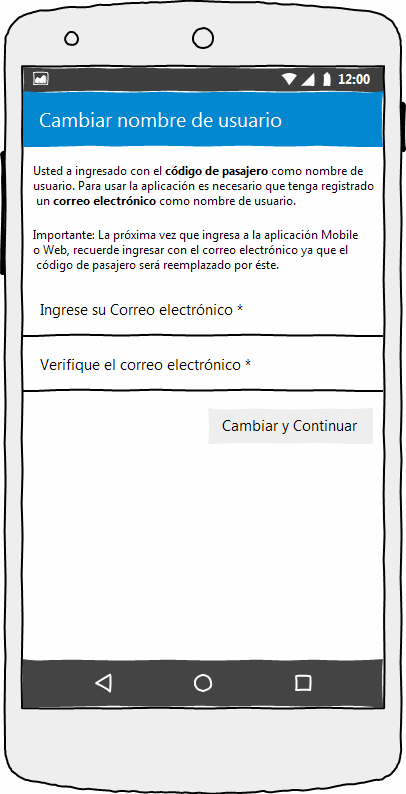 12:00
Cambiar nombre de usuario
Usted a ingresado con el código de pasajero como nombre de
usuario. Para usar la aplicación es necesario que tenga registrado
un correo electrónico como nombre de usuario.
Importante: La próxima vez que ingresa a la aplicación Mobile
o Web, recuerde ingresar con el correo electrónico ya que el
código de pasajero será reemplazado por éste.
Ingrese su Correo electrónico *
Verifique el correo electrónico *
Cambiar y Continuar